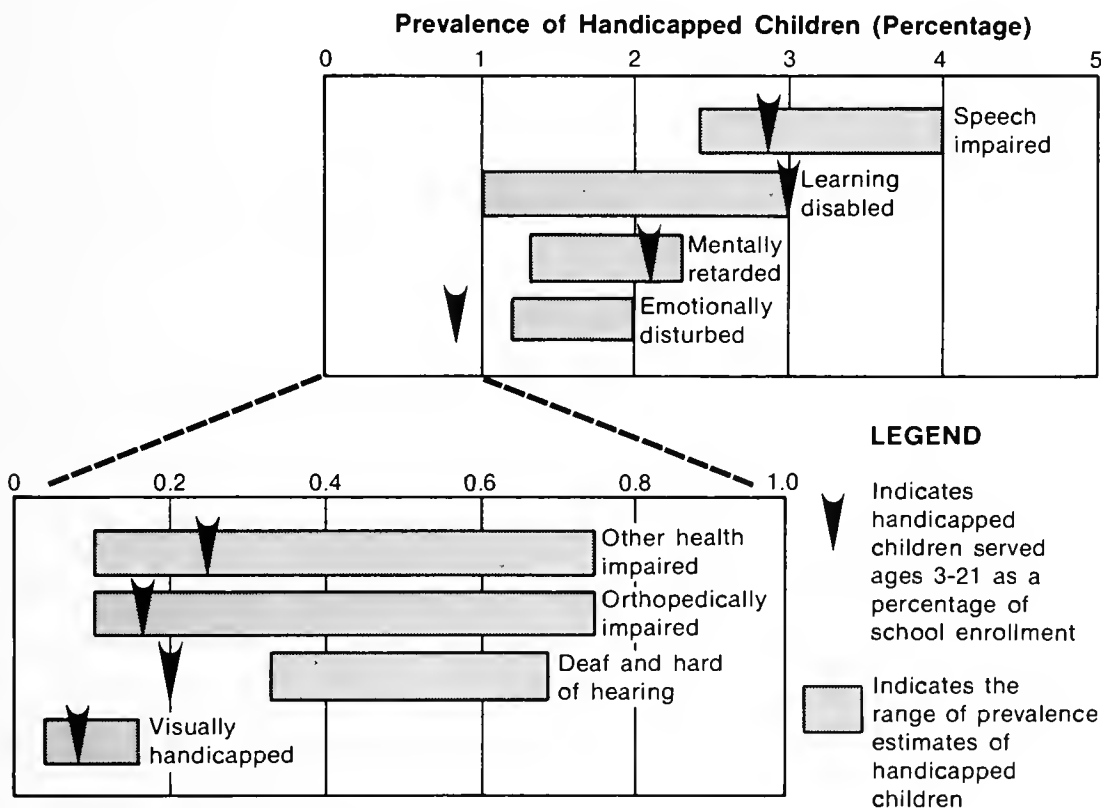 Prevalence of Handicapped Children (Percentage)
0 1 2 3 4 5
Speech
impaired
Learning
disabled
Mentally
retarded
Emotionally
disturbed
0 0.2 0.4 0.6 0.8 1.0
Other health
impaired
Orthopedically
impaired
Deaf and hard
of hearing
Visually
handicapped
LEGEND
Indicates
handicapped
children served
ages 3-21 as a
percentage of
school enrollment
Indicates the
range of prevalence
estimates of
handicapped
children